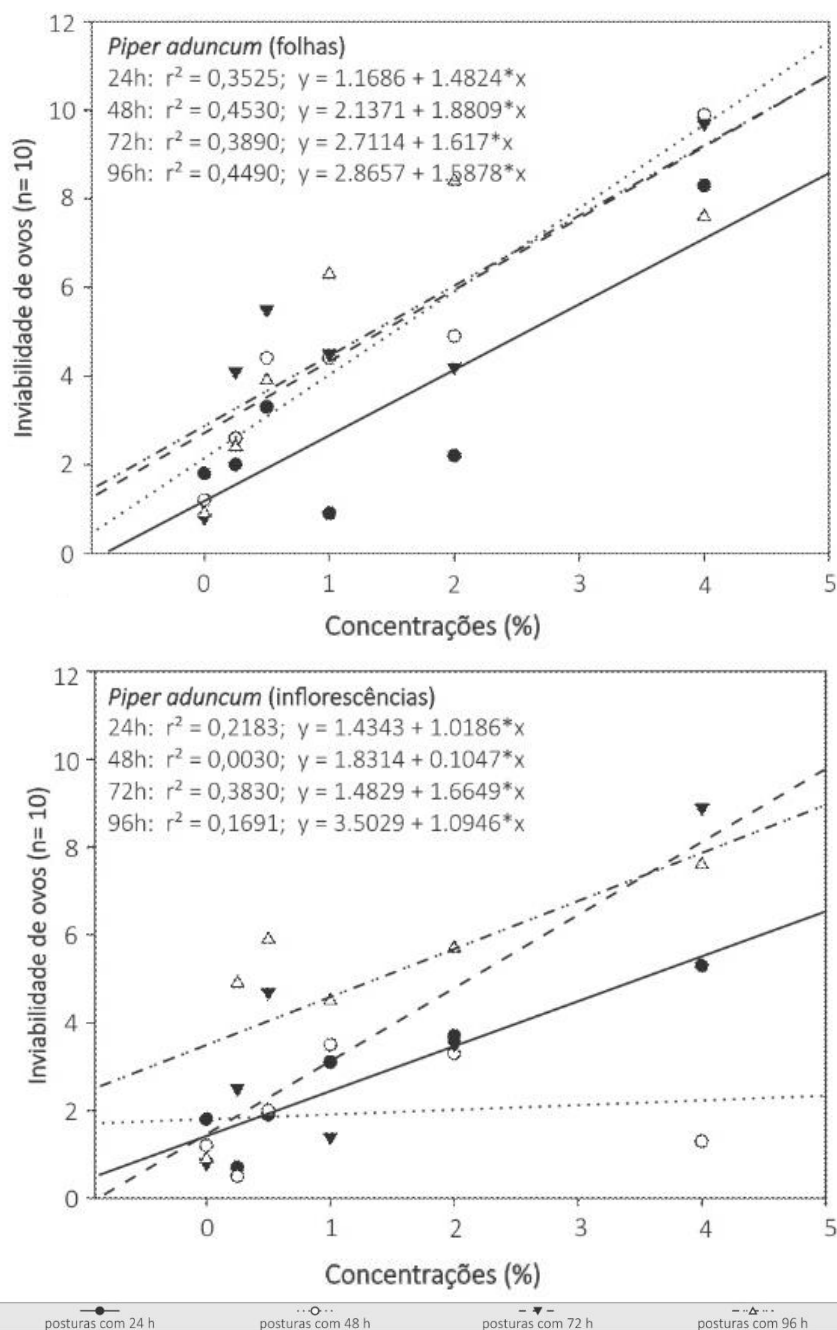 12
10
8
6
4
2
0
Inviabilidade de ovos (n= 10)
Piper aduncum (folhas)
24h: r² = 0,3525; y = 1.1686 + 1.4824*x
48h: r² = 0,4530; y = 2.1371 + 1.8809*x
72h: r² = 0,3890; y = 2.7114 + 1.617*x
96h: r² = 0,4490; y = 2.8657 + 1.5878*x
0 1 2 3 4 5
Concentrações (%)
12
10
8
6
4
2
0
Inviabilidade de ovos (n= 10)
Piper aduncum (inflorescências)
24h: r² = 0,2183; y = 1.4343 + 1.0186*x
48h: r² = 0,0030; y = 1.8314 + 0.1047*x
72h: r² = 0,3830; y = 1.4829 + 1.6649*x
96h: r² = 0,1691; y = 3.5029 + 1.0946*x
0 1 2 3 4 5
Concentrações (%)
posturas com 24 h posturas com 48 h posturas com 72 h posturas com 96 h